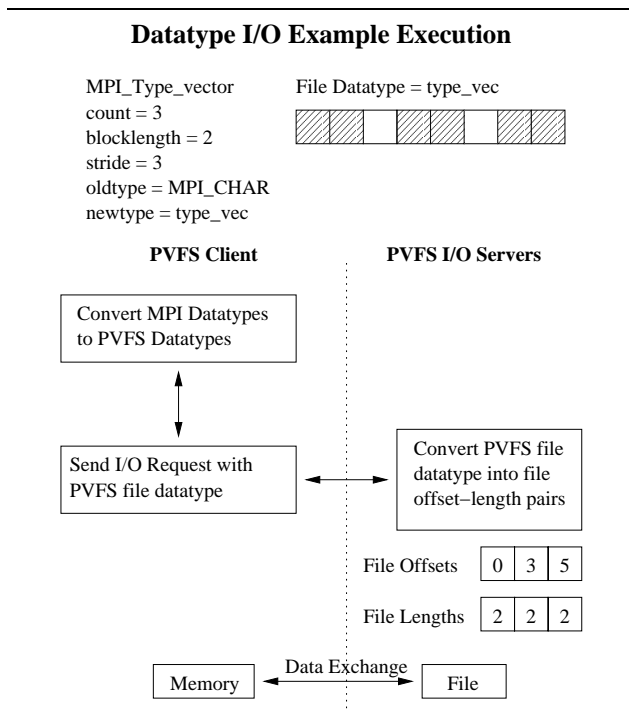 Datatype I/O Example Execution
MPI_Type_vector
count = 3
blocklength = 2
stride = 3
oldtype = MPI_CHAR
newtype = type_vec
File Datatype = type_vec
PVFS Client
PVFS I/O Servers
Convert MPI Datatypes
to PVFS Datatypes
Send I/O Request with
PVFS file datatype
Convert PVFS file
datatype into file
offset−length pairs
File Offsets 0 3 5
File Lengths 2 2 2
Data Exchange
Memory
File